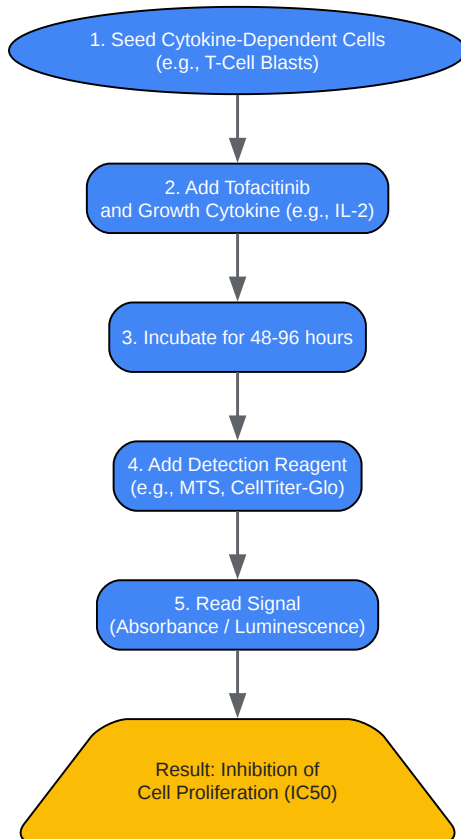 1. Seed Cytokine-Dependent Cells
(e.g., T-Cell Blasts)
2. Add Tofacitinib
and Growth Cytokine (e.g., IL-2)
3. Incubate for 48-96 hours
4. Add Detection Reagent
(e.g., MTS, CellTiter-Glo)
5. Read Signal
(Absorbance / Luminescence)
Result: Inhibition of
Cell Proliferation (IC50)